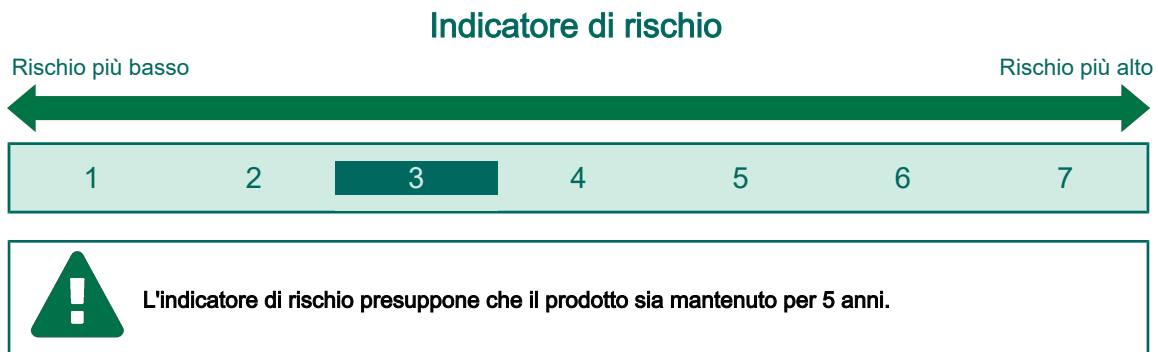 Indicatore di rischio
Rischio più basso Rischio più alto
1 2 3 4 5 6 7
L'indicatore di rischio presuppone che il prodotto sia mantenuto per 5 anni.